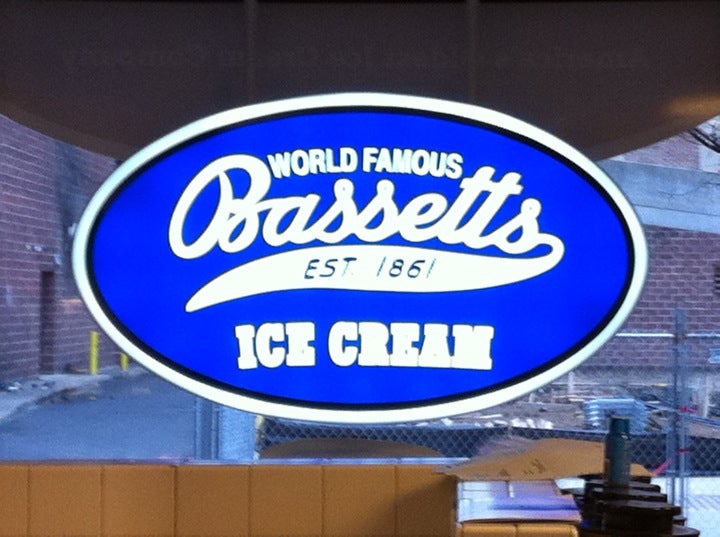 WORLD FAMOUS
Bassetts
EST. 1861
ICE CREAM